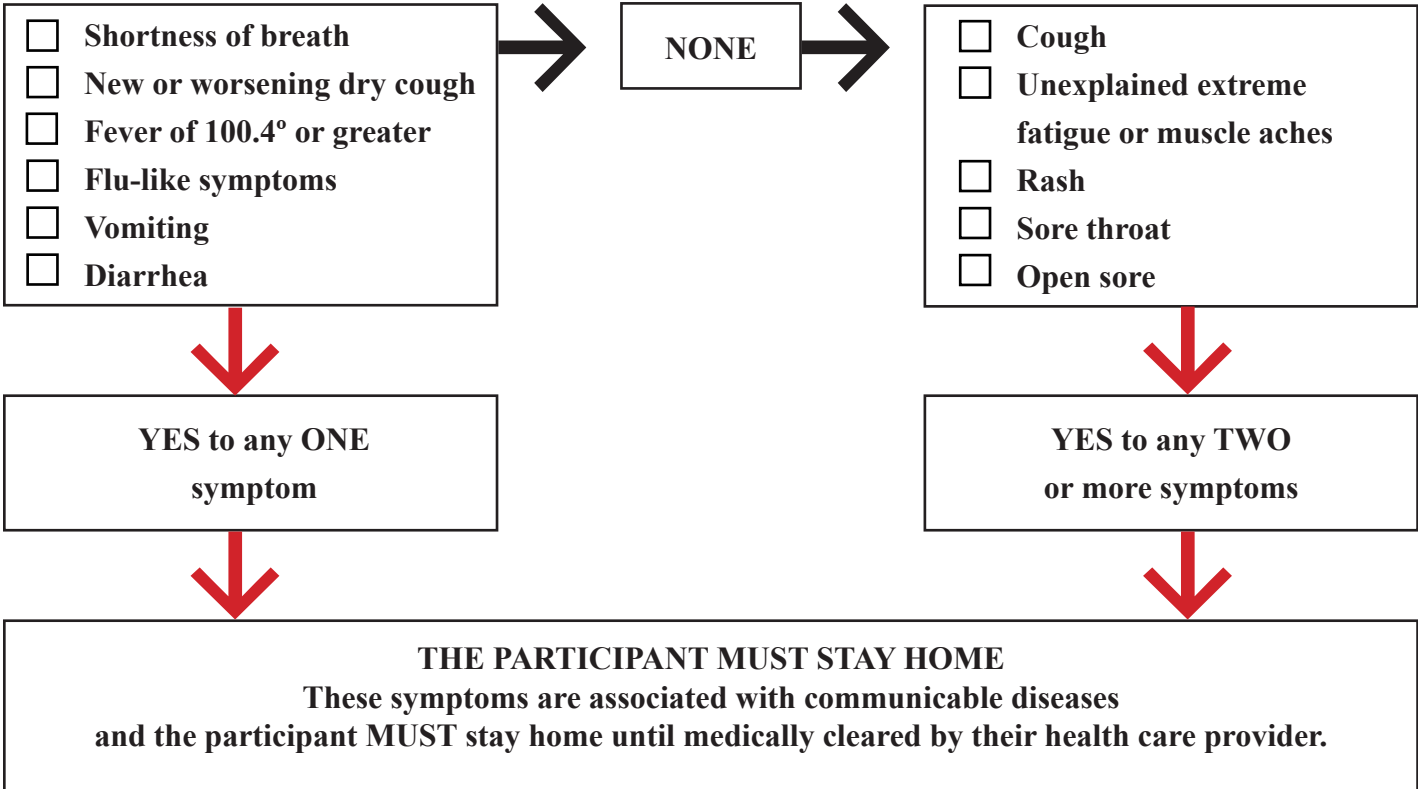 Shortness of breath
New or worsening dry cough
Fever of 100.4º or greater
Flu-like symptoms
Vomiting
Diarrhea
NONE
Cough
Unexplained extreme
fatigue or muscle aches
Rash
Sore throat
Open sore
YES to any ONE
symptom
YES to any TWO
or more symptoms
THE PARTICIPANT MUST STAY HOME
These symptoms are associated with communicable diseases
and the participant MUST stay home until medically cleared by their health care provider.